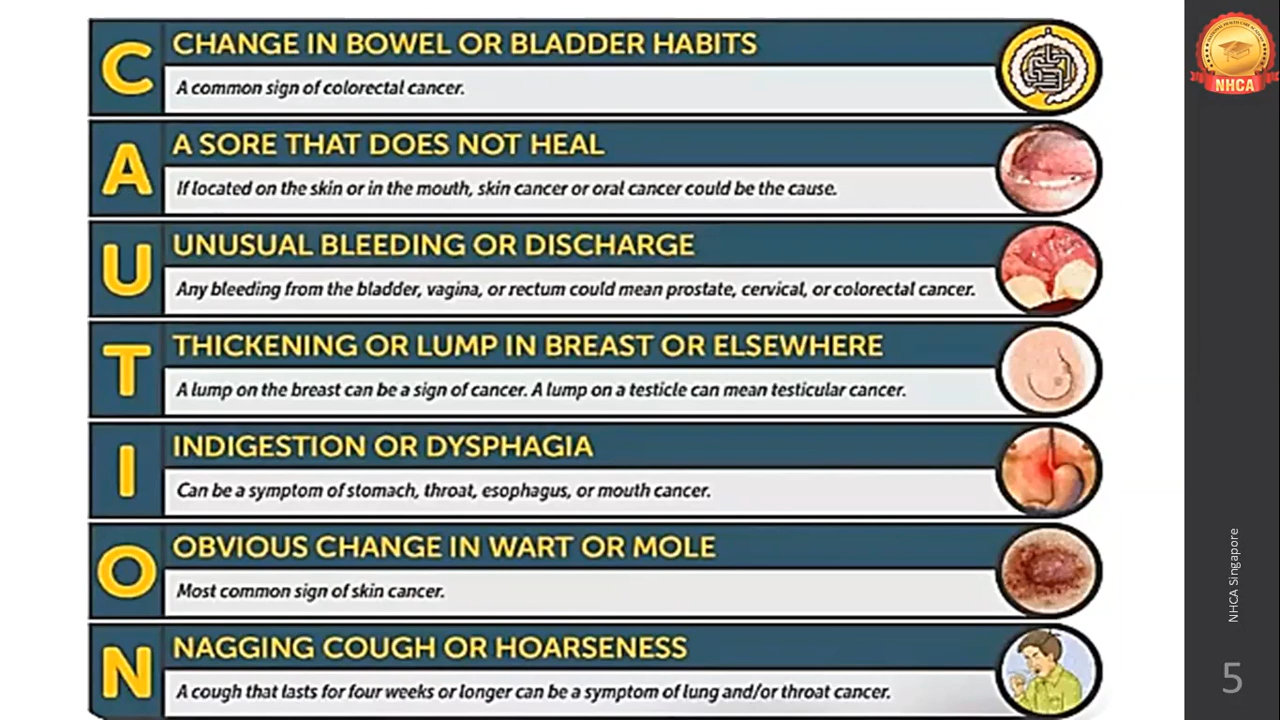 C
CHANGE IN BOWEL OR BLADDER HABITS
A common sign of colorectal cancer.
A
A SORE THAT DOES NOT HEAL
If located on the skin or in the mouth, skin cancer or oral cancer could be the cause.
U
UNUSUAL BLEEDING OR DISCHARGE
Any bleeding from the bladder, vagina, or rectum could mean prostate, cervical, or colorectal cancer.
T
THICKENING OR LUMP IN BREAST OR ELSEWHERE
A lump on the breast can be a sign of cancer. A lump on a testicle can mean testicular cancer.
I
INDIGESTION OR DYSPHAGIA
Can be a symptom of stomach, throat, esophagus, or mouth cancer.
O
OBVIOUS CHANGE IN WART OR MOLE
Most common sign of skin cancer.
N
NAGGING COUGH OR HOARSENESS
A cough that lasts for four weeks or longer can be a symptom of lung and/or throat cancer.
NHCA
NHCA Singapore
5